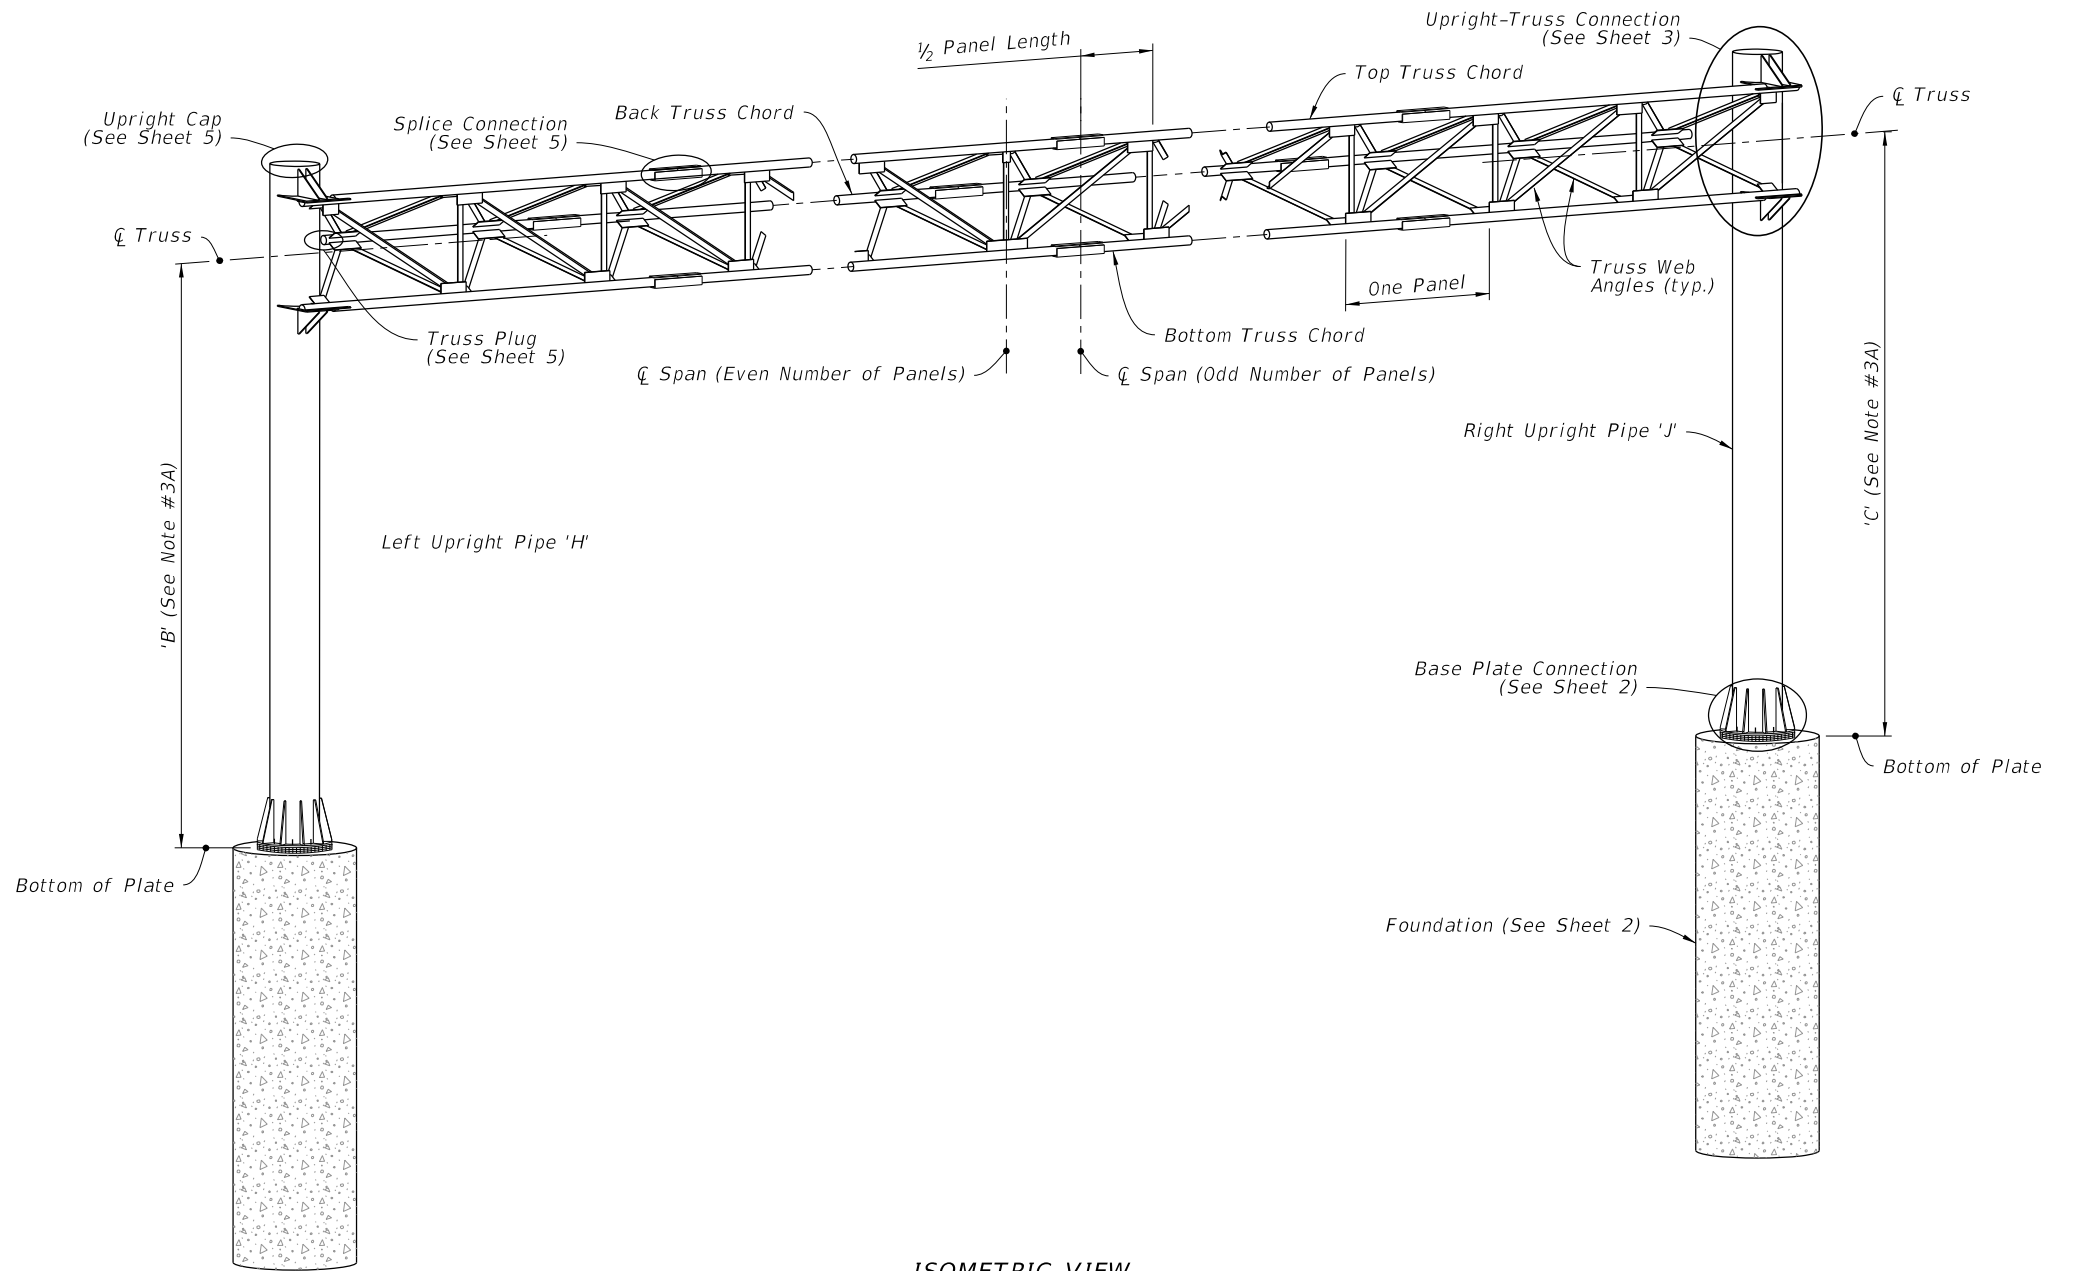 Upright-Truss Connection
(See Sheet 3)
½ Panel Length
Top Truss Chord
℄ Truss
Back Truss Chord
Upright Cap
(See Sheet 5)
Splice Connection
(See Sheet 5)
℄ Truss
Truss Web
Angles (typ.)
One Panel
Truss Plug
(See Sheet 5)
Bottom Truss Chord
℄ Span (Even Number of Panels)
℄ Span (Odd Number of Panels)
Right Upright Pipe 'J'
'C' (See Note #3A)
'B' (See Note #3A)
Left Upright Pipe 'H'
Base Plate Connection
(See Sheet 2)
Bottom of Plate
Bottom of Plate
Foundation (See Sheet 2)
ISOMETRIC VIEW